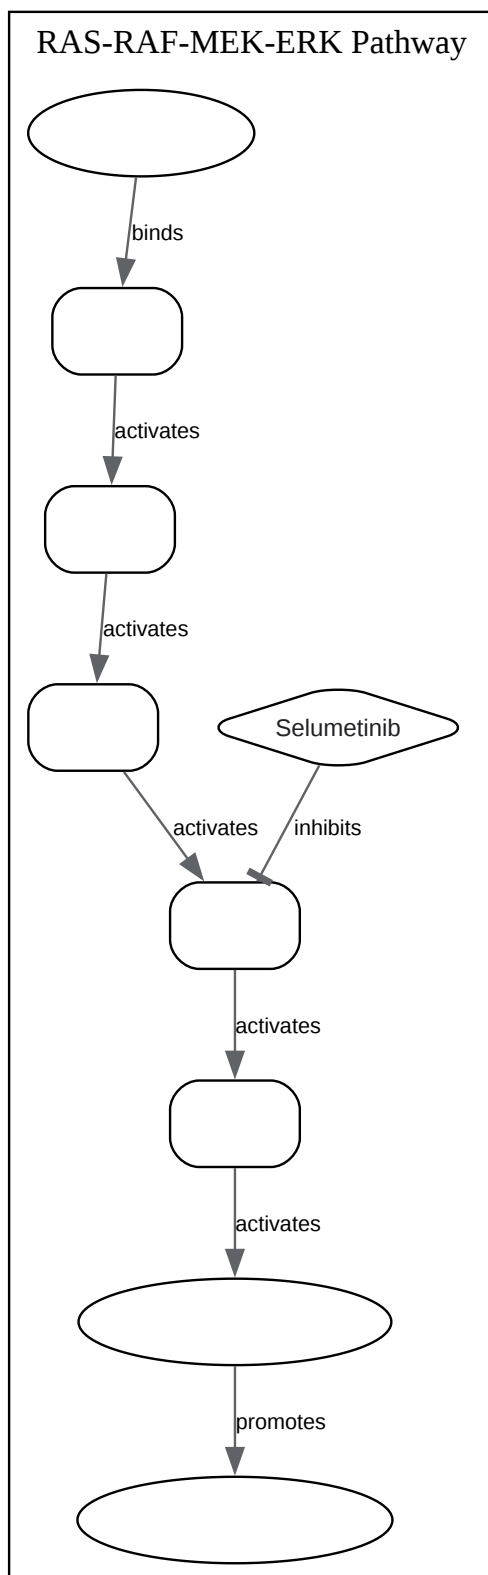 RAS-RAF-MEK-ERK Pathway
binds
activates
activates
Selumetinib
activates
inhibits
activates
activates
promotes